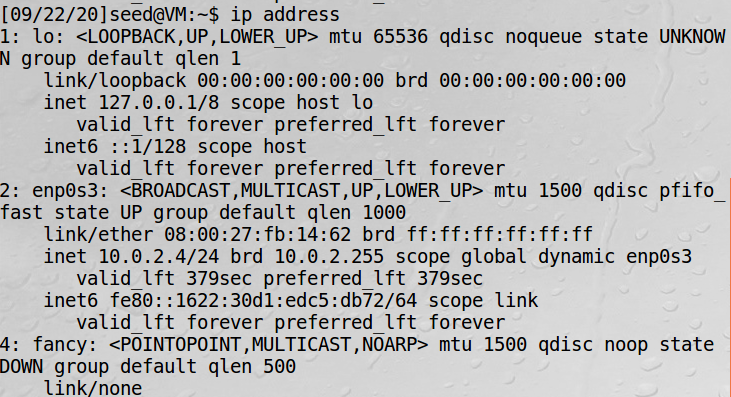 [09/22/20]seed@VM:~$ ip address
1: lo: <LOOPBACK,UP,LOWER_UP> mtu 65536 qdisc noqueue state UNKNOW
N group default qlen 1
    link/loopback 00:00:00:00:00:00 brd 00:00:00:00:00:00
    inet 127.0.0.1/8 scope host lo
       valid_lft forever preferred_lft forever
    inet6 ::1/128 scope host
       valid_lft forever preferred_lft forever
2: enp0s3: <BROADCAST,MULTICAST,UP,LOWER_UP> mtu 1500 qdisc pfifo_
fast state UP group default qlen 1000
    link/ether 08:00:27:fb:14:62 brd ff:ff:ff:ff:ff:ff
    inet 10.0.2.4/24 brd 10.0.2.255 scope global dynamic enp0s3
       valid_lft 379sec preferred_lft 379sec
    inet6 fe80::1622:30d1:edc5:db72/64 scope link
       valid_lft forever preferred_lft forever
4: fancy: <POINTOPOINT,MULTICAST,NOARP> mtu 1500 qdisc noop state
DOWN group default qlen 500
    link/none